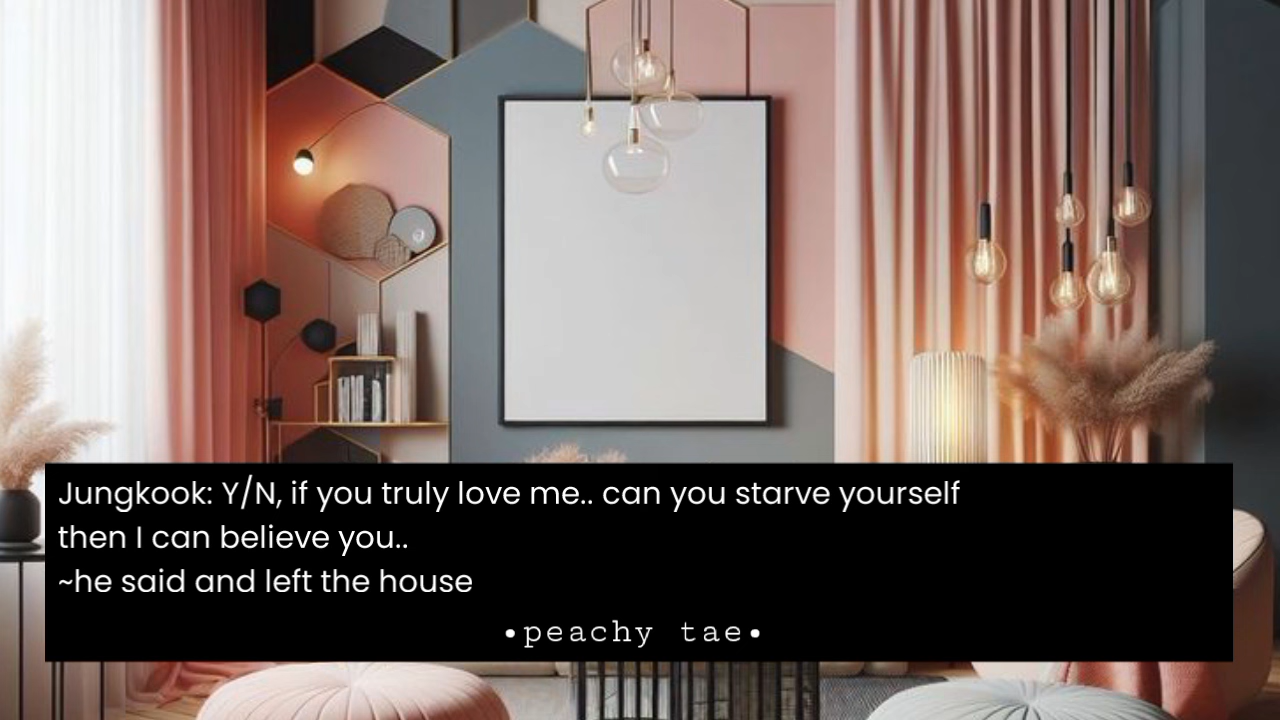 Jungkook: Y/N, if you truly love me.. can you starve yourself
then I can believe you..
~he said and left the house
•peachy tae•